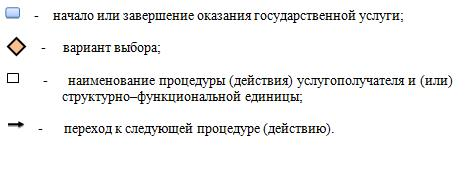 - начало или завершение оказания государственной услуги;
- вариант выбора;
- наименование процедуры (действия) услугополучателя и (или)
структурно–функциональной единицы;
- переход к следующей процедуре (действию).